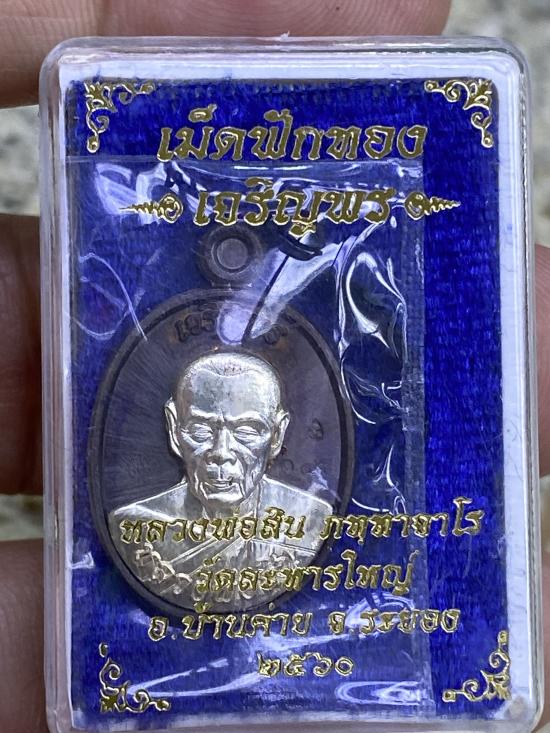 เม็ดฟักทอง
เจริญพร
หลวงพ่อสิน ภทฺทาจาโร
วัดละหารใหญ่
อ.บ้านค่าย จ.ระยอง
๒๕๖๐